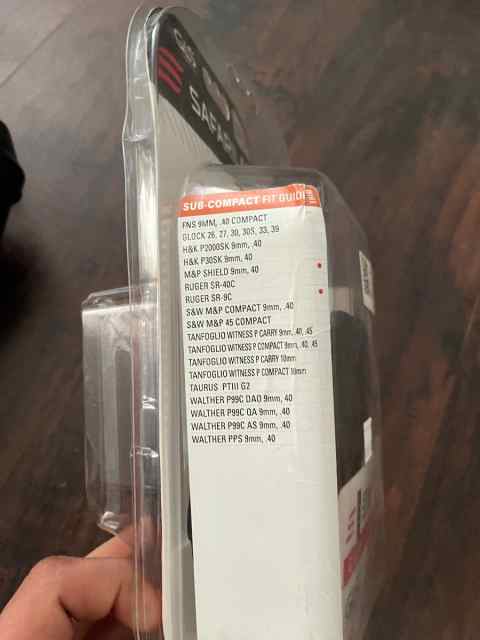 SAFARI
SUB-COMPACT FIT GUIDE
FNS 9MM, .40 COMPACT
GLOCK 26, 27, 30, 30S, 33, 39
H&K P2000SK 9mm, .40
H&K P30SK 9mm, .40
M&P SHIELD 9mm, .40
RUGER SR-40C
RUGER SR-9C
S&W M&P COMPACT 9mm, .40
S&W M&P 45 COMPACT
TANFOGLIO WITNESS P CARRY 9mm, .40, .45
TANFOGLIO WITNESS P COMPACT 9mm, .40, .45
TANFOGLIO WITNESS P CARRY 10mm
TANFOGLIO WITNESS P COMPACT 10mm
TAURUS PTIII G2
WALTHER P99C DAO 9mm, .40
WALTHER P99C QA 9mm, .40
WALTHER P99C AS 9mm, .40
WALTHER PPS 9mm, .40